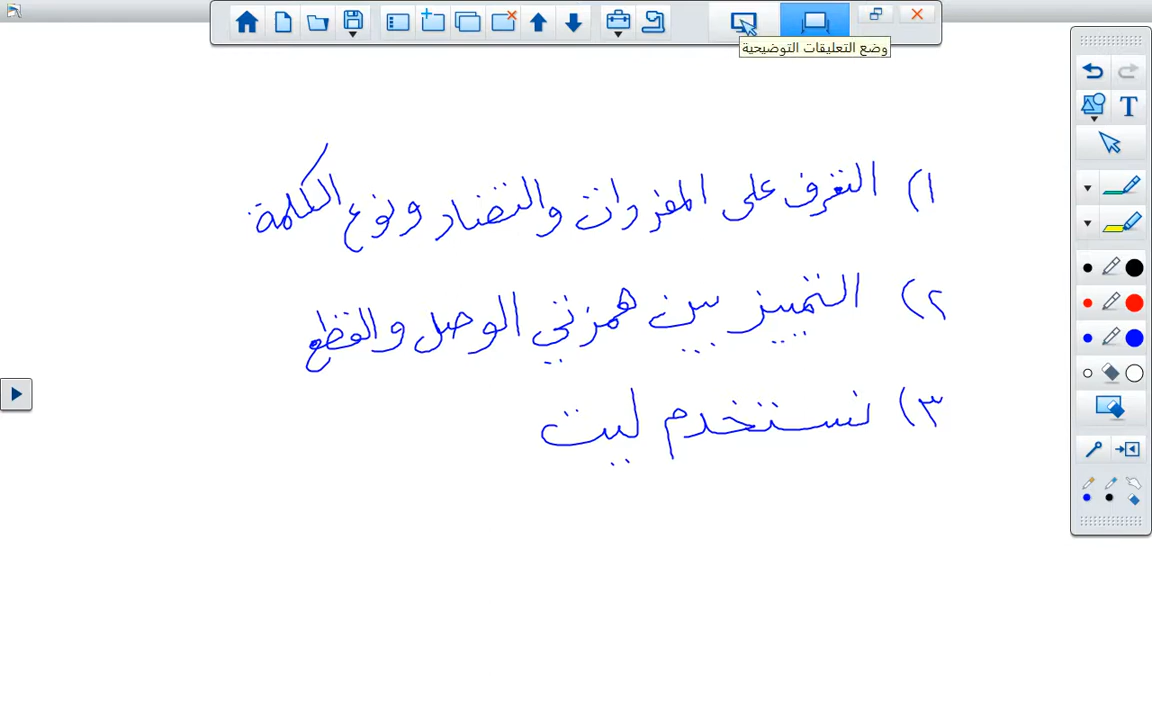 وضع التعليقات التوضيحية
١) التعرف على المفردات والتضاد ونوع الكلمة
٢) التمييز بين همزتي الوصل والقطع
٣) نستخدم ليت